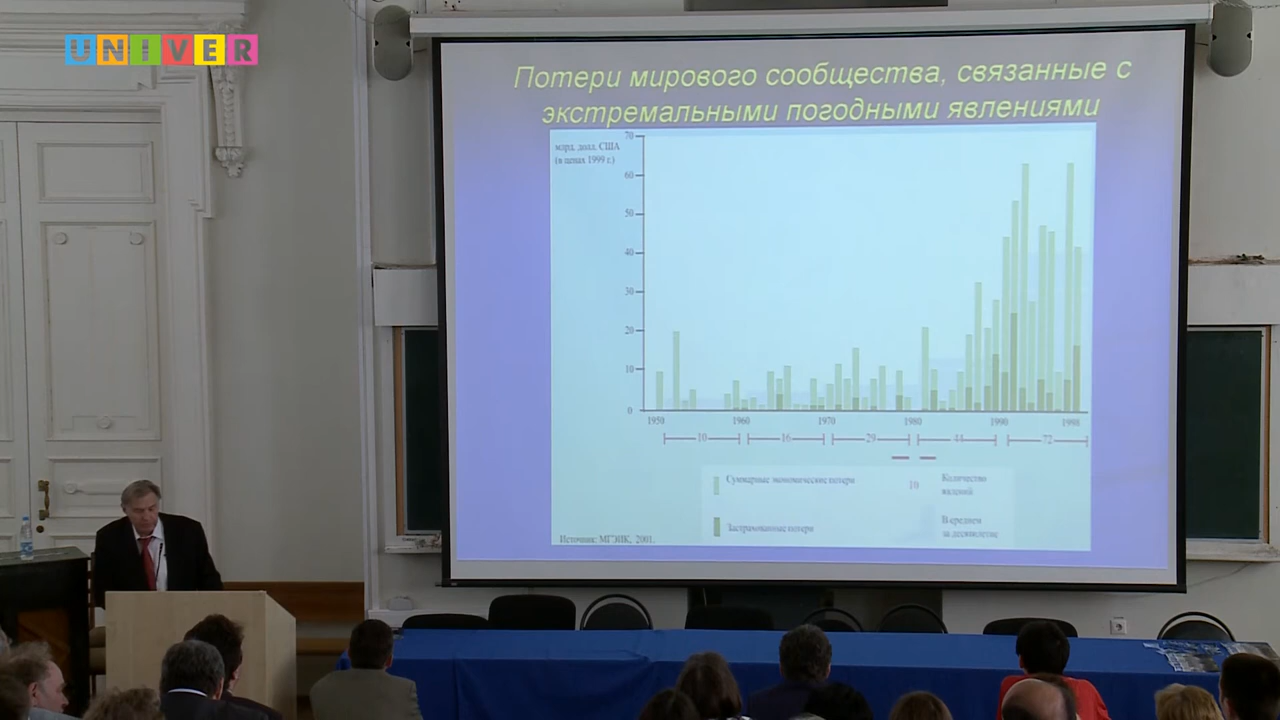 UNIVER
Потери мирового сообщества, связанные с
экстремальными погодными явлениями
млрд. долл. США
(в ценах 1999 г.)
70
60
50
40
30
20
10
0
1950 1960 1970 1980 1990 1998
10 16 29 44 72
Суммарные экономические потери
10
Количество
явлений
Застрахованные потери
В среднем
за десятилетие
Источник: МГЭИК, 2001.